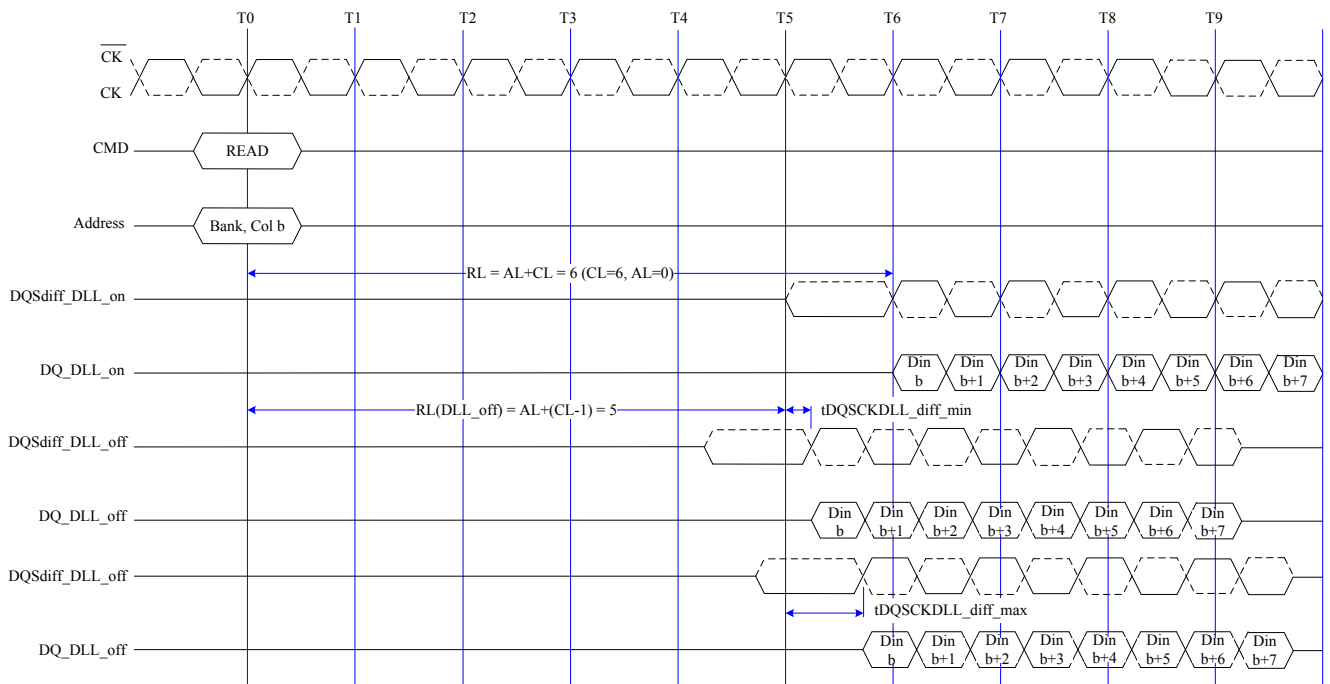 T0 T1 T2 T3 T4 T5 T6 T7 T8 T9
CK
CK
CMD READ
Address Bank, Col b
RL = AL+CL = 6 (CL=6, AL=0)
DQSdiff_DLL_on
DQ_DLL_on Din b Din b+1 Din b+2 Din b+3 Din b+4 Din b+5 Din b+6 Din b+7
RL(DLL_off) = AL+(CL-1) = 5 tDQSCKDLL_diff_min
DQSdiff_DLL_off
DQ_DLL_off Din b Din b+1 Din b+2 Din b+3 Din b+4 Din b+5 Din b+6 Din b+7
DQSdiff_DLL_off
tDQSCKDLL_diff_max
DQ_DLL_off Din b Din b+1 Din b+2 Din b+3 Din b+4 Din b+5 Din b+6 Din b+7